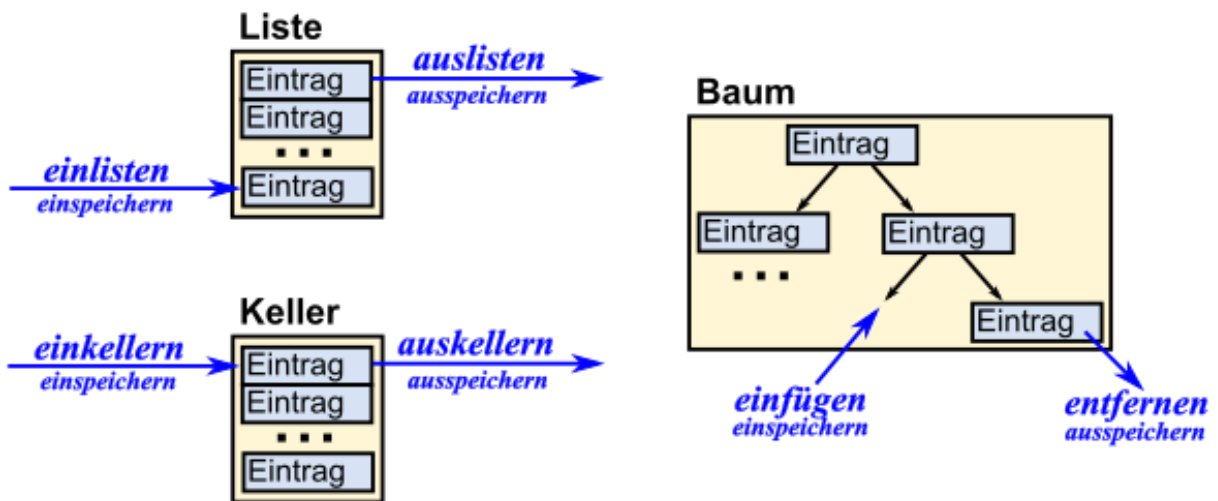 Liste
Eintrag
auslisten
ausspeichern
Eintrag
...
einlisten
einspeichern
Eintrag
Keller
einkellern
einspeichern
Eintrag
auskellern
ausspeichern
Eintrag
...
Eintrag
Baum
Eintrag
Eintrag
Eintrag
...
Eintrag
einfügen
einspeichern
entfernen
ausspeichern